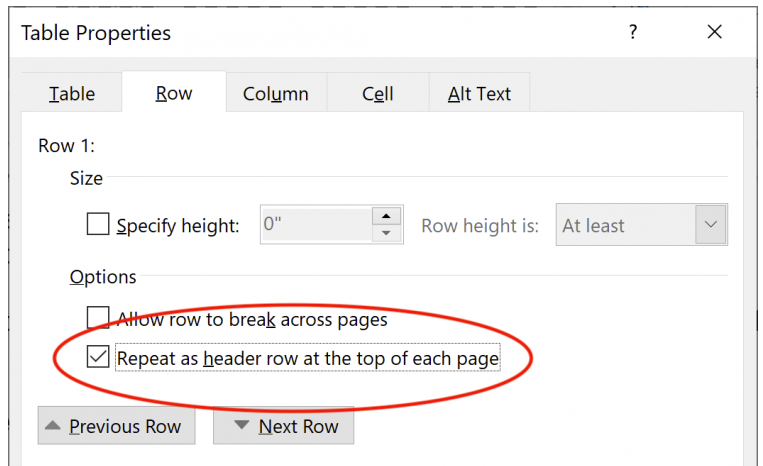 Table Properties ?
Table Row Column Cell Alt Text
Row 1:
Size
Specify height: 0" Row height is: At least
Options
Allow row to break across pages
Repeat as header row at the top of each page
Previous Row Next Row